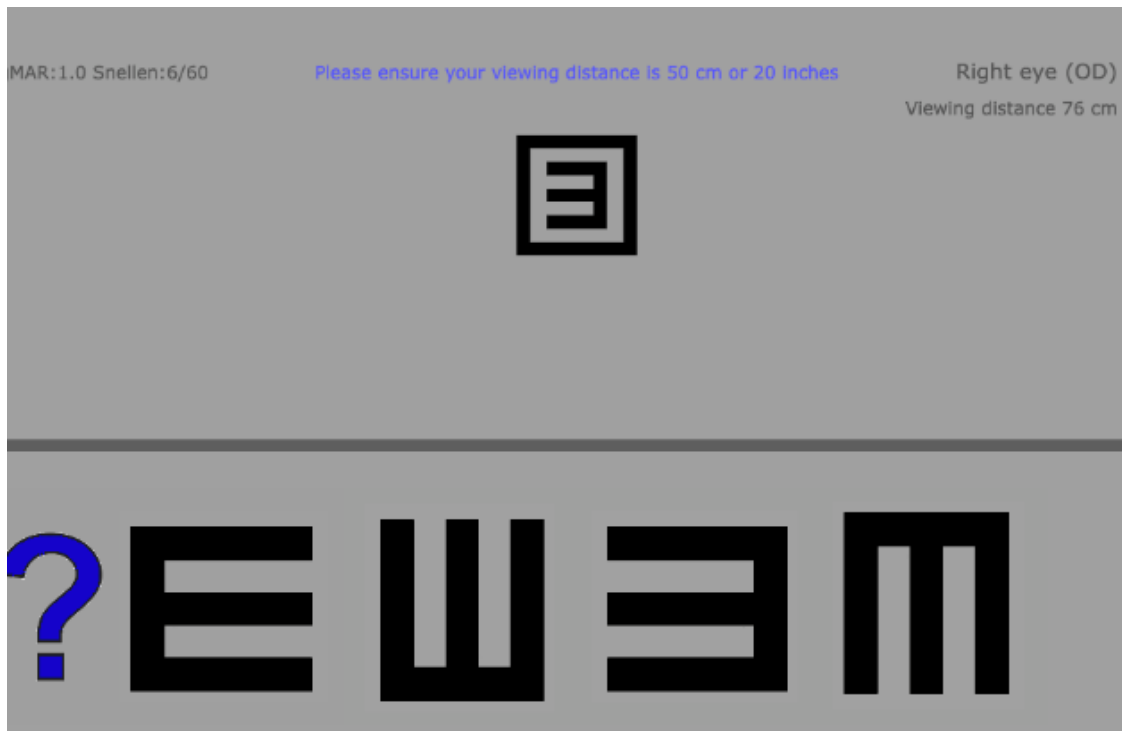 MAR:1.0 Snellen:6/60
Please ensure your viewing distance is 50 cm or 20 inches
Right eye (OD)
Viewing distance 76 cm
E
? E Ш Ǝ M